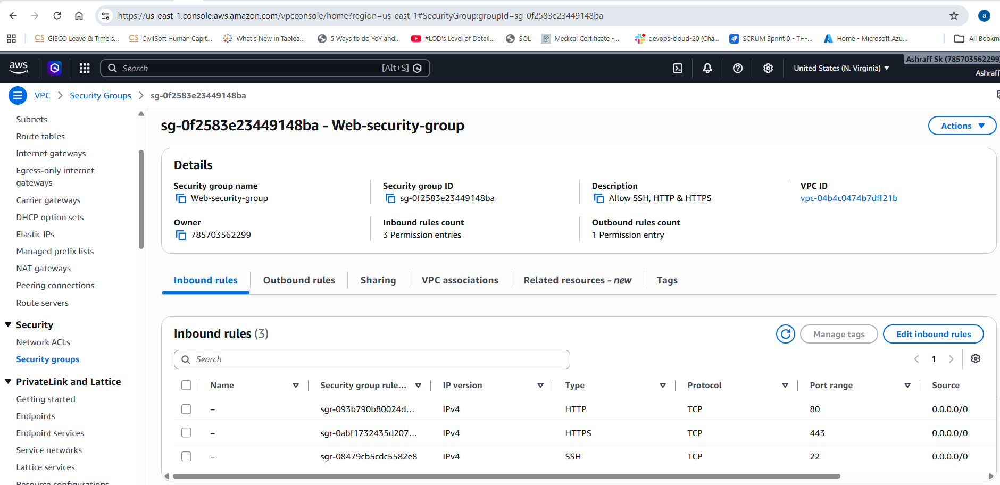 https://us-east-1.console.aws.amazon.com/vpcconsole/home?region=us-east-1#SecurityGroup:groupId=sg-0f2583e23449148ba
a
CS GISCO Leave & Time s...
CS CivilSoft Human Capit...
What's New in Tablea...
5 Ways to do YoY and...
#LOD's Level of Detail...
SQL
Medical Certificate -...
devops-cloud-20 (Cha...
SCRUM Sprint 0 - TH-...
Home - Microsoft Azu...
All Bookm
aws
Search
[Alt+S]
United States (N. Virginia)
Ashraff Sk (785703562299)
Ashraff
VPC
Security Groups
sg-0f2583e23449148ba
Subnets
Route tables
Internet gateways
Egress-only internet
gateways
Carrier gateways
DHCP option sets
Elastic IPs
Managed prefix lists
NAT gateways
Peering connections
Route servers
Security
Network ACLs
Security groups
PrivateLink and Lattice
Getting started
Endpoints
Endpoint services
Service networks
Lattice services
Resource configurations
sg-0f2583e23449148ba - Web-security-group
Actions
Details
Security group name
Web-security-group
Security group ID
sg-0f2583e23449148ba
Description
Allow SSH, HTTP & HTTPS
VPC ID
vpc-04b4c0474b7dff21b
Owner
785703562299
Inbound rules count
3 Permission entries
Outbound rules count
1 Permission entry
Inbound rules
Outbound rules
Sharing
VPC associations
Related resources - new
Tags
Inbound rules (3)
Manage tags
Edit inbound rules
Search
1
Name Security group rule... IP version Type Protocol Port range Source
– sgr-093b790b80024d... IPv4 HTTP TCP 80 0.0.0.0/0
– sgr-0abf1732435d207... IPv4 HTTPS TCP 443 0.0.0.0/0
– sgr-08479cb5cdc5582e8 IPv4 SSH TCP 22 0.0.0.0/0